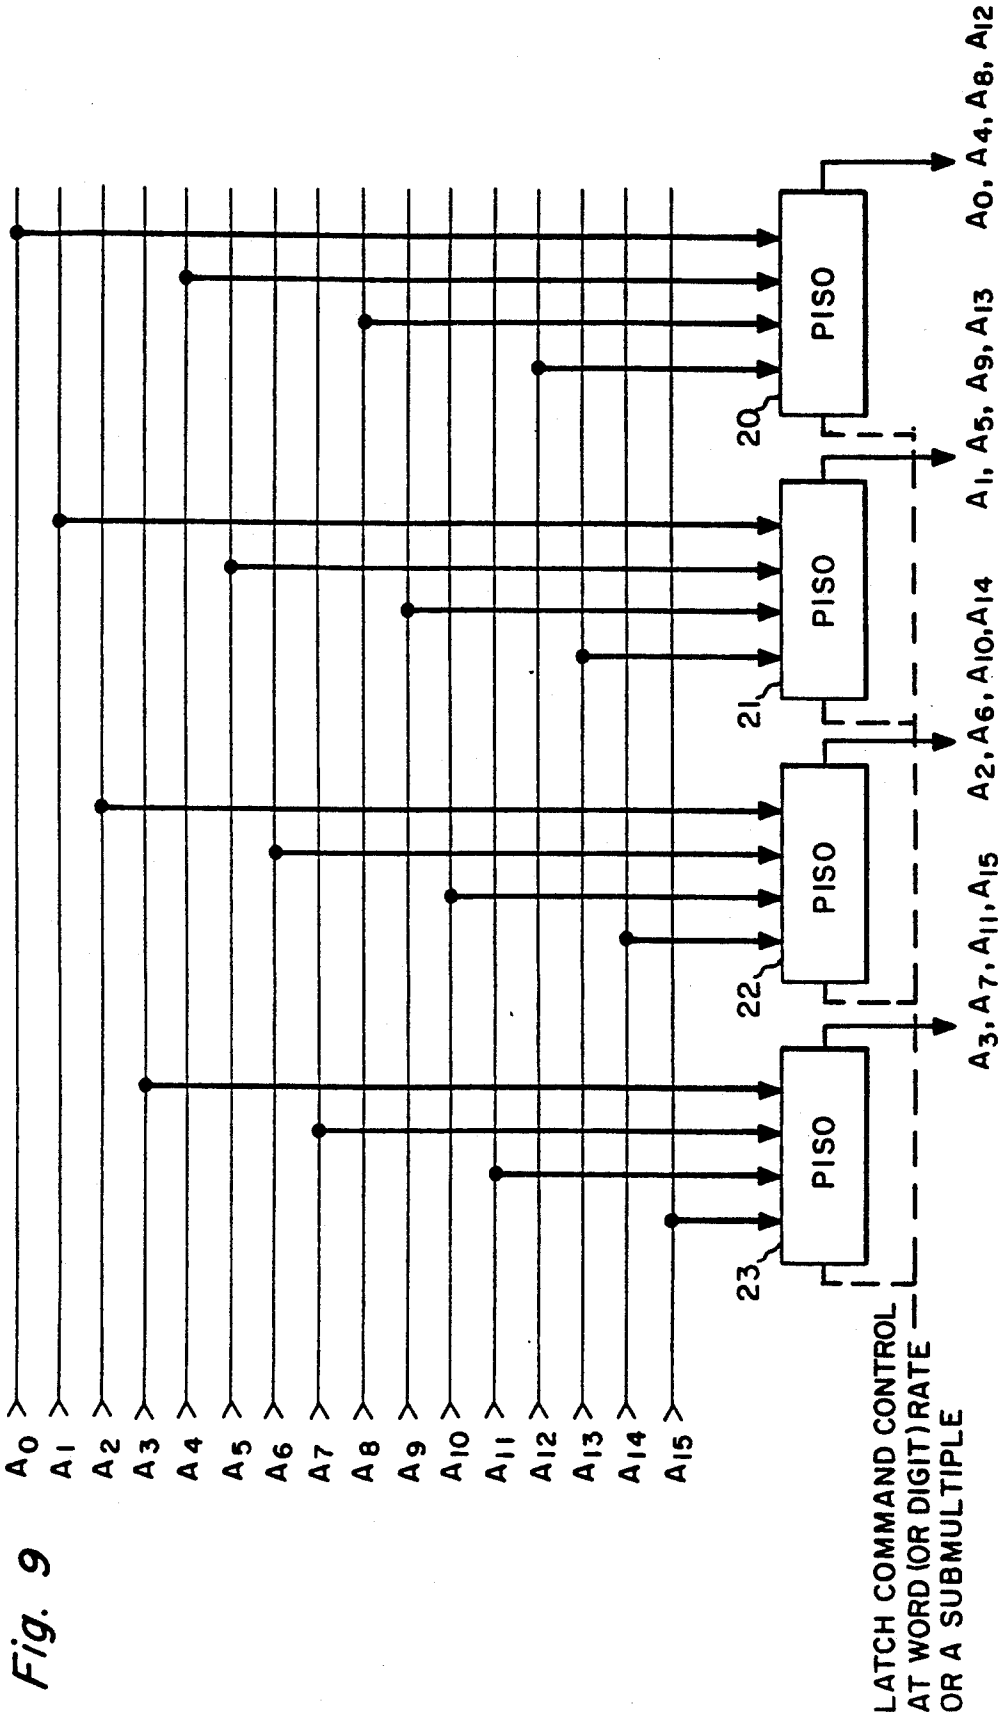 Fig. 9
A0
A1
A2
A3
A4
A5
A6
A7
A8
A9
A10
A11
A12
A13
A14
A15
23
PISO
22
PISO
21
PISO
20
PISO
LATCH COMMAND CONTROL
AT WORD (OR DIGIT) RATE
OR A SUBMULTIPLE
A3, A7, A11, A15
A2, A6, A10, A14
A1, A5, A9, A13
A0, A4, A8, A12